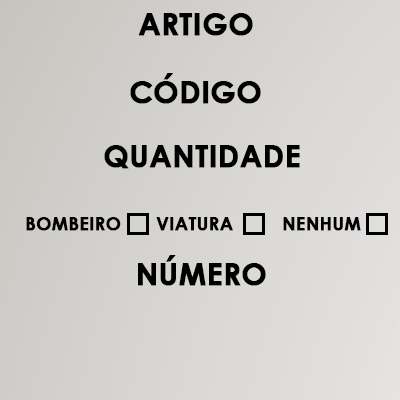 ARTIGO
CÓDIGO
QUANTIDADE
BOMBEIRO VIATURA NENHUM
NÚMERO